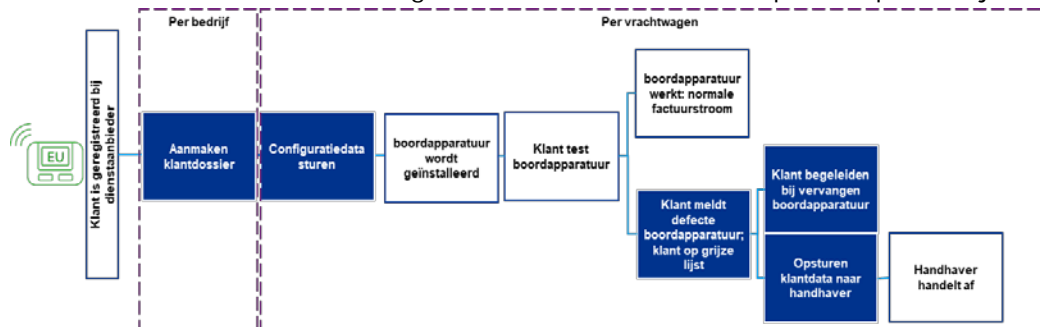 Per bedrijf
Per vrachtwagen
EU
Klant is geregistreerd bij
dienstaanbieder
Aanmaken
klantdossier
Configuratiedata
sturen
boordapparatuur
wordt
geïnstalleerd
Klant test
boordapparatuur
boordapparatuur
werkt: normale
factuurstroom
Klant meldt
defecte
boordapparatuur;
klant op grijze
lijst
Klant begeleiden
bij vervangen
boordapparatuur
Opsturen
klantdata naar
handhaver
Handhaver
handelt af